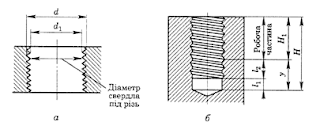 d
d₁
Діаметр
свердла
під різь
а
Робоча
частина
l₂
l₁
H₁
y
H
б